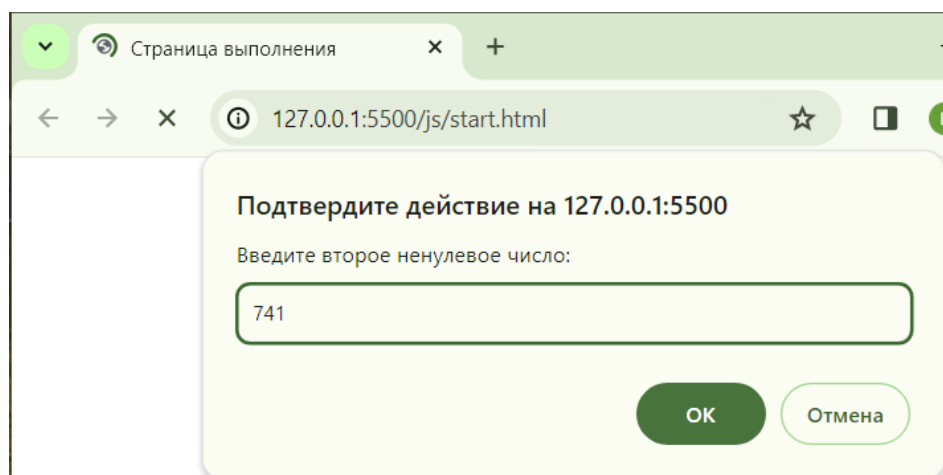 Страница выполнения
127.0.0.1:5500/js/start.html
Подтвердите действие на 127.0.0.1:5500
Введите второе ненулевое число:
741
ОК Отмена